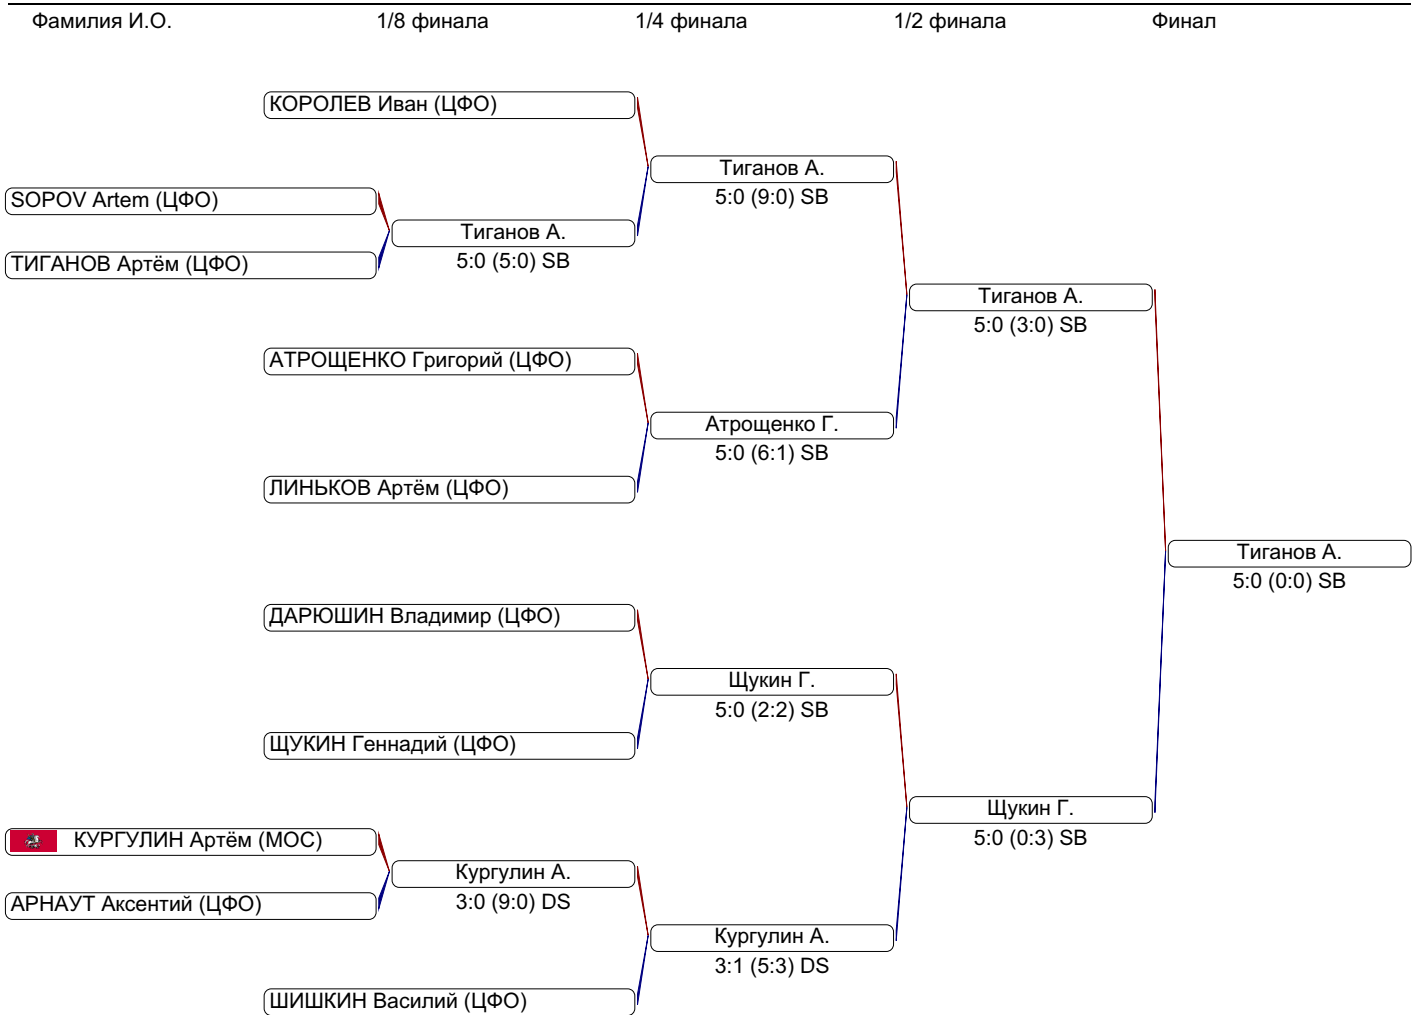 Фамилия И.О. 1/8 финала 1/4 финала 1/2 финала Финал
КОРОЛЕВ Иван (ЦФО)
Тиганов А.
5:0 (9:0) SB
SOPOV Artem (ЦФО)
Тиганов А.
5:0 (5:0) SB
ТИГАНОВ Артём (ЦФО)
Тиганов А.
5:0 (3:0) SB
АТРОЩЕНКО Григорий (ЦФО)
Атрощенко Г.
5:0 (6:1) SB
ЛИНЬКОВ Артём (ЦФО)
Тиганов А.
5:0 (0:0) SB
ДАРЮШИН Владимир (ЦФО)
Щукин Г.
5:0 (2:2) SB
ЩУКИН Геннадий (ЦФО)
Щукин Г.
5:0 (0:3) SB
КУРГУЛИН Артём (МОС)
Кургулин А.
3:0 (9:0) DS
АРНАУТ Аксентий (ЦФО)
Кургулин А.
3:1 (5:3) DS
ШИШКИН Василий (ЦФО)